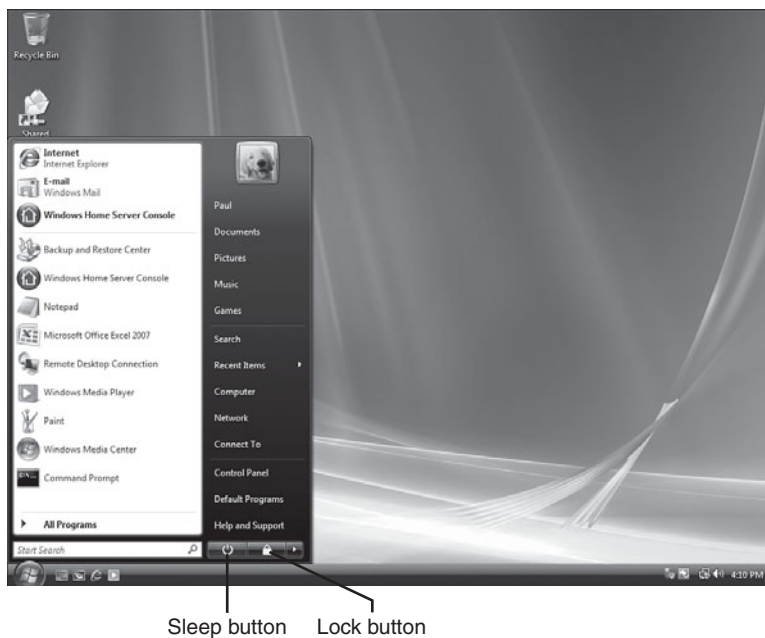 Recycle Bin
Shared
Internet
Internet Explorer
E-mail
Windows Mail
Windows Home Server Console
Backup and Restore Center
Windows Home Server Console
Notepad
Microsoft Office Excel 2007
Remote Desktop Connection
Windows Media Player
Paint
Windows Media Center
Command Prompt
All Programs
Start Search
Paul
Documents
Pictures
Music
Games
Search
Recent Items
Computer
Network
Connect To
Control Panel
Default Programs
Help and Support
4:10 PM
Sleep button Lock button